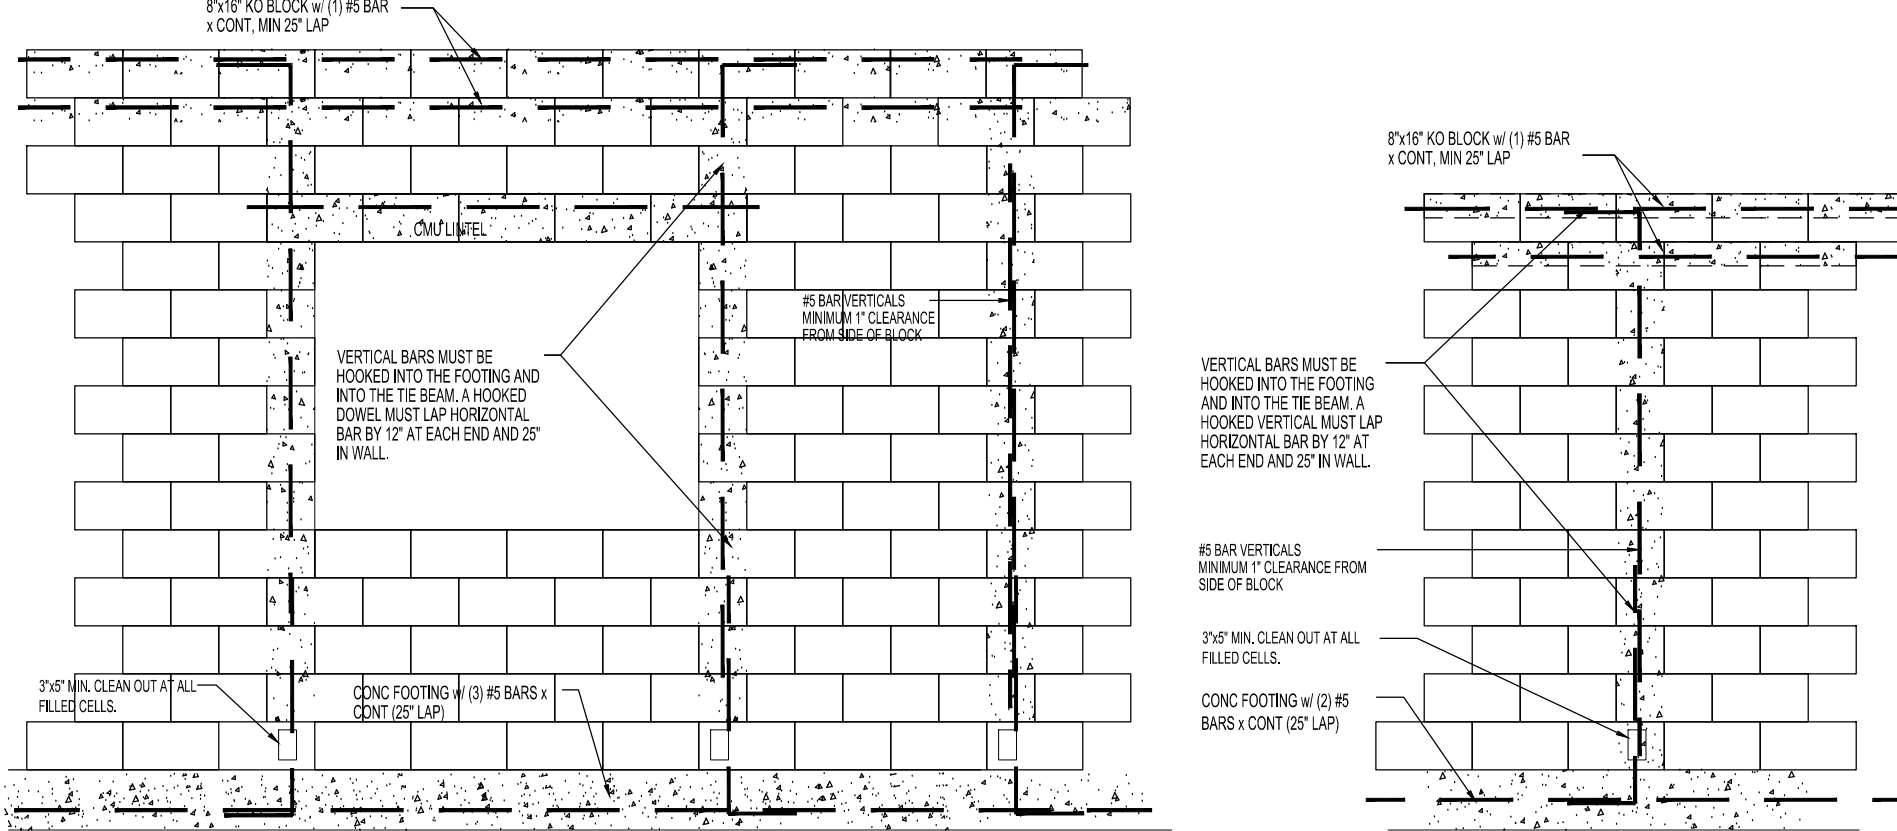 8"x16" KO BLOCK w/ (1) #5 BAR
x CONT, MIN 25" LAP
CMU LINTEL
#5 BAR VERTICALS
MINIMUM 1" CLEARANCE
FROM SIDE OF BLOCK
VERTICAL BARS MUST BE
HOOKED INTO THE FOOTING AND
INTO THE TIE BEAM. A HOOKED
DOWEL MUST LAP HORIZONTAL
BAR BY 12" AT EACH END AND 25"
IN WALL.
3"x5" MIN. CLEAN OUT AT ALL
FILLED CELLS.
CONC FOOTING w/ (3) #5 BARS x
CONT (25" LAP)
8"x16" KO BLOCK w/ (1) #5 BAR
x CONT, MIN 25" LAP
VERTICAL BARS MUST BE
HOOKED INTO THE FOOTING
AND INTO THE TIE BEAM. A
HOOKED VERTICAL MUST LAP
HORIZONTAL BAR BY 12" AT
EACH END AND 25" IN WALL.
#5 BAR VERTICALS
MINIMUM 1" CLEARANCE FROM
SIDE OF BLOCK
3"x5" MIN. CLEAN OUT AT ALL
FILLED CELLS.
CONC FOOTING w/ (2) #5
BARS x CONT (25" LAP)